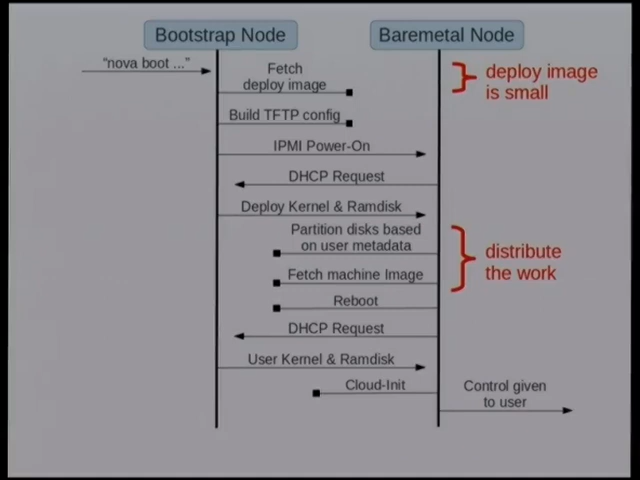 Bootstrap Node
Baremetal Node
"nova boot ..."
Fetch
deploy image
deploy image
is small
Build TFTP config
IPMI Power-On
DHCP Request
Deploy Kernel & Ramdisk
Partition disks based
on user metadata
distribute
the work
Fetch machine Image
Reboot
DHCP Request
User Kernel & Ramdisk
Cloud-Init
Control given
to user